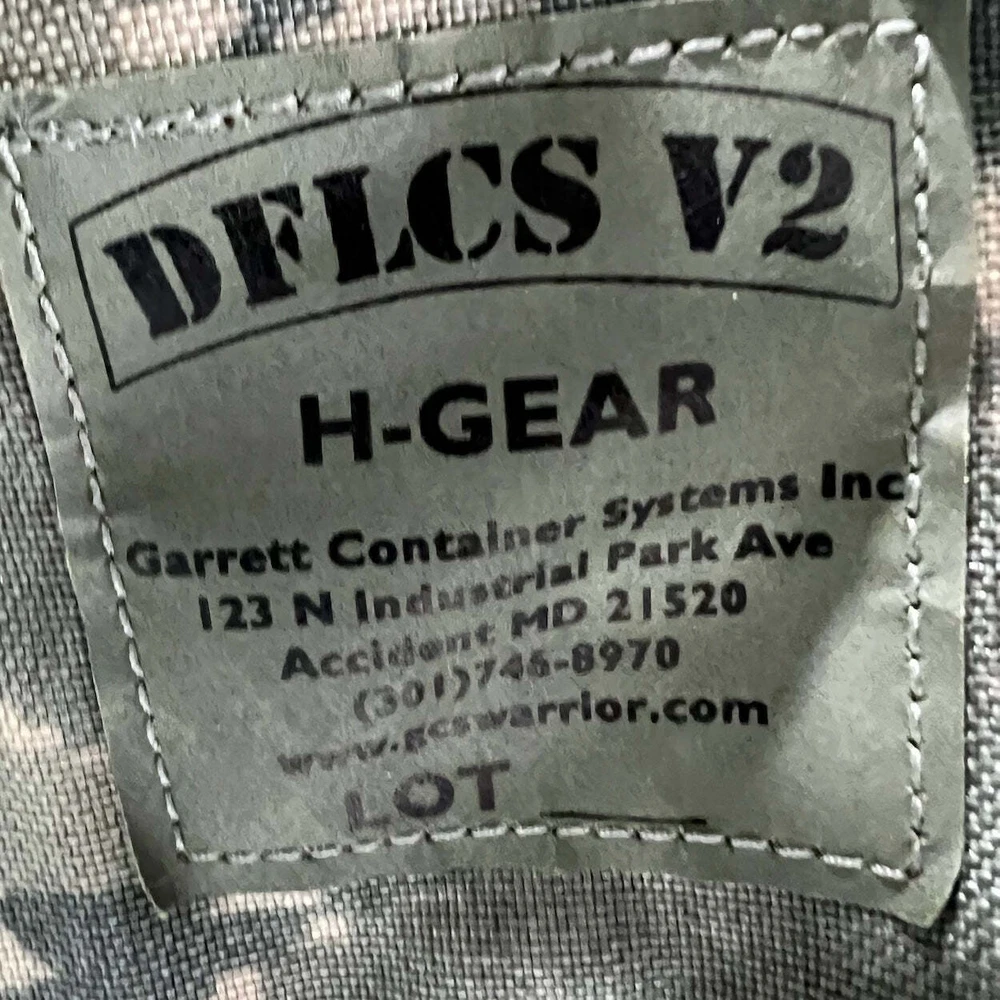 DFLCS V2
H-GEAR
Garrett Container Systems Inc
123 N Industrial Park Ave
Accident MD 21520
(301)746-8970
www.gcswarrior.com
LOT